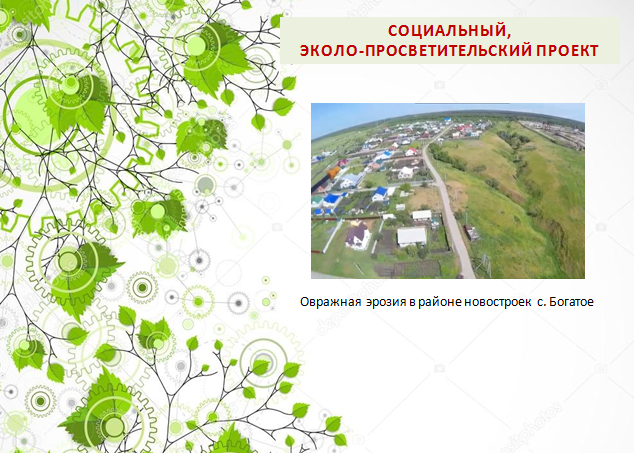 СОЦИАЛЬНЫЙ,
ЭКОЛО-ПРОСВЕТИТЕЛЬСКИЙ ПРОЕКТ
Овражная эрозия в районе новостроек с. Богатое